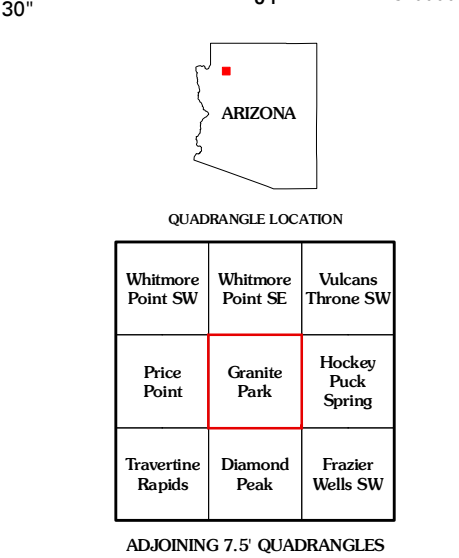 30"
ARIZONA
QUADRANGLE LOCATION
Whitmore
Point SW
Whitmore
Point SE
Vulcans
Throne SW
Price
Point
Granite
Park
Hockey
Puck
Spring
Travertine
Rapids
Diamond
Peak
Frazier
Wells SW
ADJOINING 7.5' QUADRANGLES